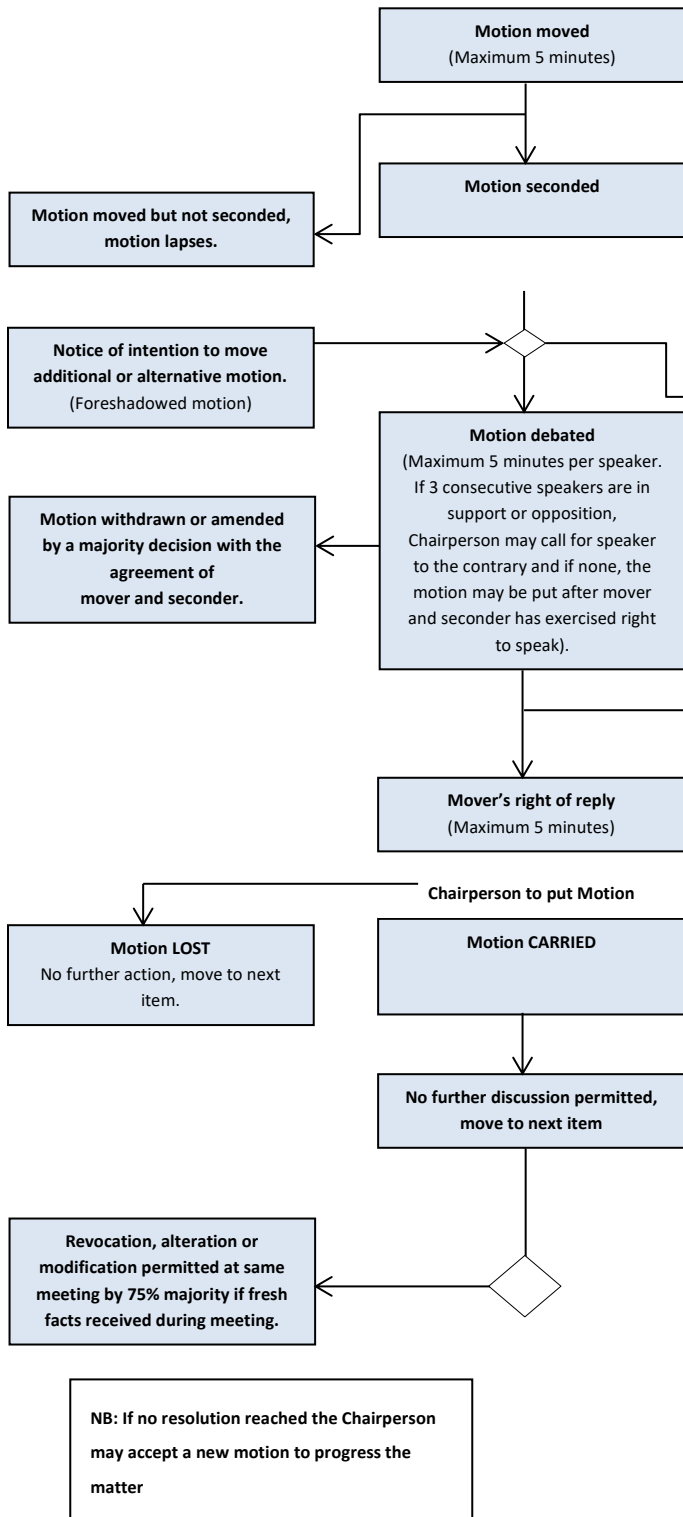 Motion moved
(Maximum 5 minutes)
Motion seconded
Motion moved but not seconded,
motion lapses.
Notice of intention to move
additional or alternative motion.
(Foreshadowed motion)
Motion debated
(Maximum 5 minutes per speaker.
If 3 consecutive speakers are in
support or opposition,
Chairperson may call for speaker
to the contrary and if none, the
motion may be put after mover
and seconder has exercised right
to speak).
Motion withdrawn or amended
by a majority decision with the
agreement of
mover and seconder.
Mover’s right of reply
(Maximum 5 minutes)
Chairperson to put Motion
Motion LOST
No further action, move to next
item.
Motion CARRIED
No further discussion permitted,
move to next item
Revocation, alteration or
modification permitted at same
meeting by 75% majority if fresh
facts received during meeting.
NB: If no resolution reached the Chairperson
may accept a new motion to progress the
matter